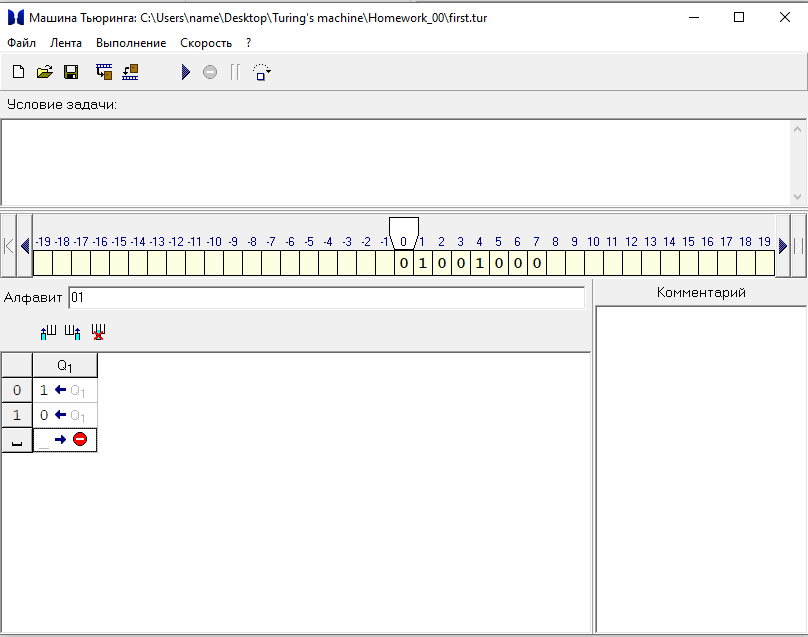 Машина Тьюринга: C:\Users\name\Desktop\Turing's machine\Homework_00\first.tur
Файл Лента Выполнение Скорость ?
Условие задачи:
-19 -18 -17 -16 -15 -14 -13 -12 -11 -10 -9 -8 -7 -6 -5 -4 -3 -2 -1 0 1 2 3 4 5 6 7 8 9 10 11 12 13 14 15 16 17 18 19
0 1 0 0 1 0 0 0
Алфавит 01
Комментарий
Q1
0 1 Q1
1 0 Q1
_ _